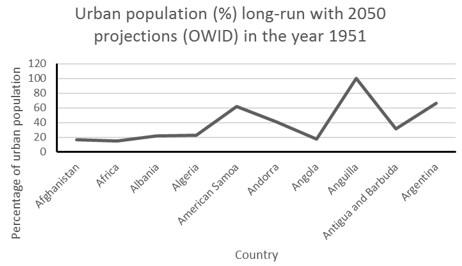 Urban population (%) long-run with 2050
projections (OWID) in the year 1951
Percentage of urban population
120
100
80
60
40
20
0
Afghanistan
Africa
Albania
Algeria
American Samoa
Andorra
Angola
Anguilla
Antigua and Barbuda
Argentina
Country